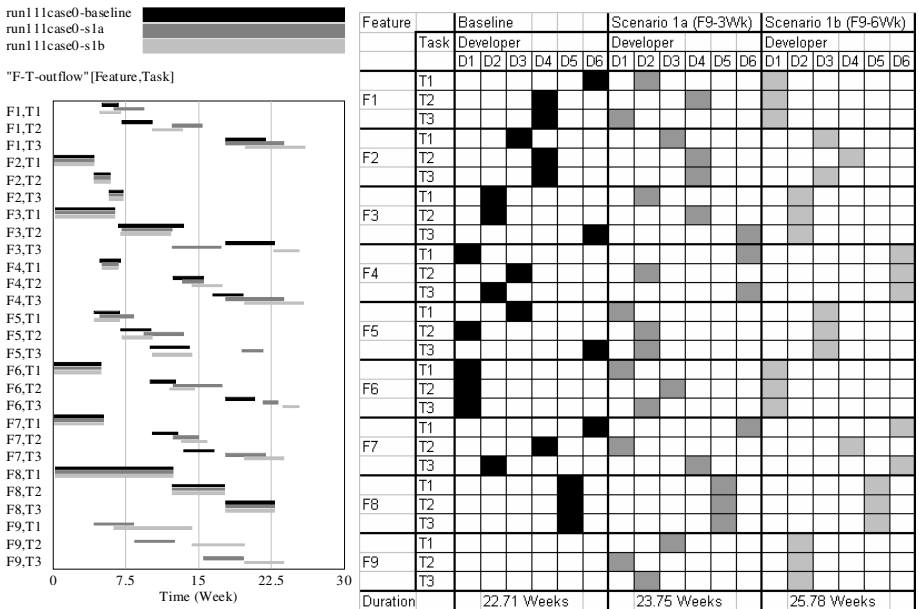 run111case0-baseline
run111case0-s1a
run111case0-s1b
"F-T-outflow"[Feature,Task]
F1,T1
F1,T2
F1,T3
F2,T1
F2,T2
F2,T3
F3,T1
F3,T2
F3,T3
F4,T1
F4,T2
F4,T3
F5,T1
F5,T2
F5,T3
F6,T1
F6,T2
F6,T3
F7,T1
F7,T2
F7,T3
F8,T1
F8,T2
F8,T3
F9,T1
F9,T2
F9,T3
0 7.5 15 22.5 30
Time (Week)
Feature Baseline Scenario 1a (F9-3Wk) Scenario 1b (F9-6Wk)
Task Developer Developer Developer
D1 D2 D3 D4 D5 D6 D1 D2 D3 D4 D5 D6 D1 D2 D3 D4 D5 D6
T1
F1 T2
T3
T1
F2 T2
T3
T1
F3 T2
T3
T1
F4 T2
T3
T1
F5 T2
T3
T1
F6 T2
T3
T1
F7 T2
T3
T1
F8 T2
T3
T1
F9 T2
T3
Duration 22.71 Weeks 23.75 Weeks 25.78 Weeks